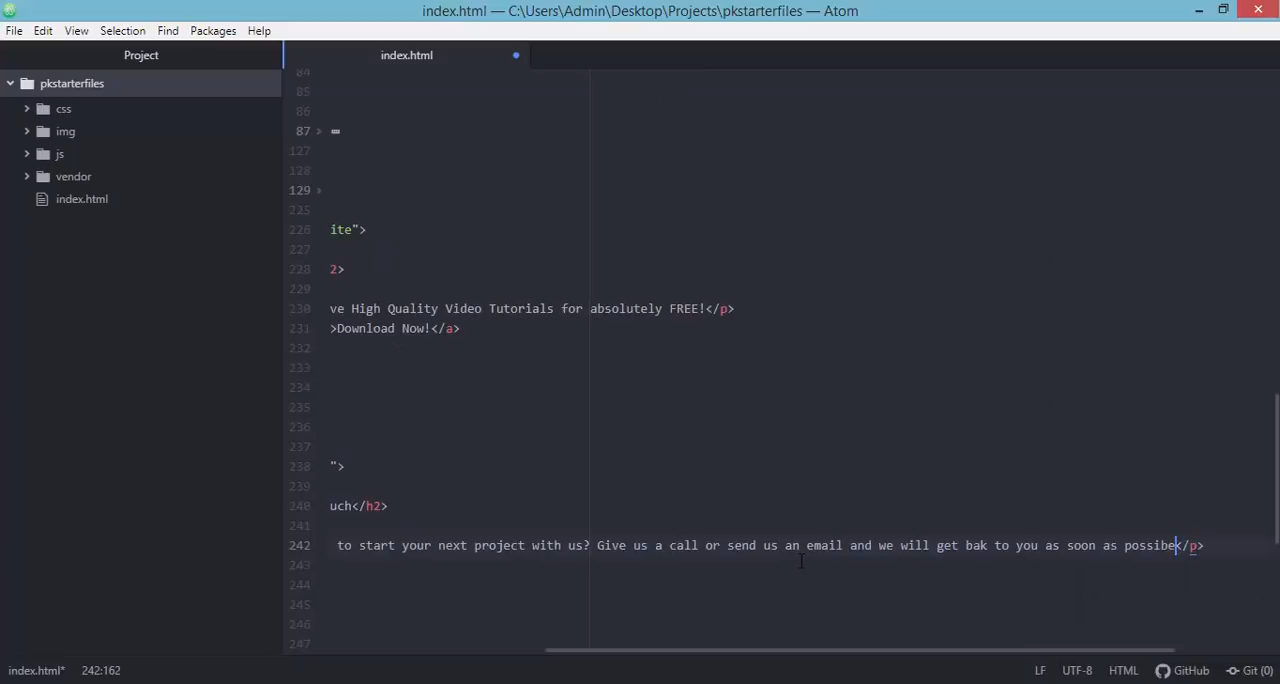 index.html — C:\Users\Admin\Desktop\Projects\pkstarterfiles — Atom
File Edit View Selection Find Packages Help
Project
index.html
pkstarterfiles
css
img
js
vendor
index.html
84
85
86
87
127
128
129
225
226 ite">
227
228 2>
229
230 ve High Quality Video Tutorials for absolutely FREE!</p>
231 >Download Now!</a>
232
233
234
235
236
237
238 ">
239
240 uch</h2>
241
242 to start your next project with us? Give us a call or send us an email and we will get bak to you as soon as possibe</p>
243
244
245
246
247
index.html* 242:162 LF UTF-8 HTML GitHub Git (0)